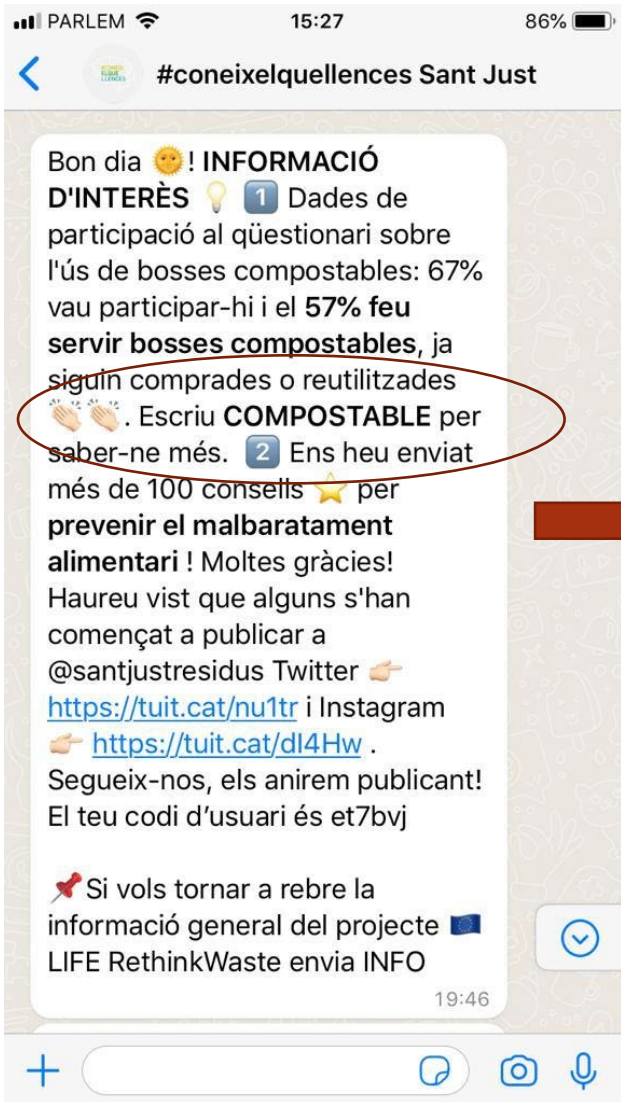 PARLEM 15:27 86%
#CONEIX
ELQUE
LLENCES
#coneixelquellences Sant Just
Bon dia 🌞! INFORMACIÓ
D'INTERÈS 💡 1️⃣ Dades de
participació al qüestionari sobre
l'ús de bosses compostables: 67%
vau participar-hi i el 57% feu
servir bosses compostables, ja
siguin comprades o reutilitzades
👏🏻 👏🏻. Escriu COMPOSTABLE per
saber-ne més. 2️⃣ Ens heu enviat
més de 100 consells ⭐ per
prevenir el malbaratament
alimentari ! Moltes gràcies!
Haureu vist que alguns s'han
començat a publicar a
@santjustresidus Twitter 👉🏻
https://tuit.cat/nu1tr i Instagram
👉🏻 https://tuit.cat/dI4Hw .
Segueix-nos, els anirem publicant!
El teu codi d’usuari és et7bvj
📌Si vols tornar a rebre la
informació general del projecte 🇪🇺
LIFE RethinkWaste envia INFO
19:46